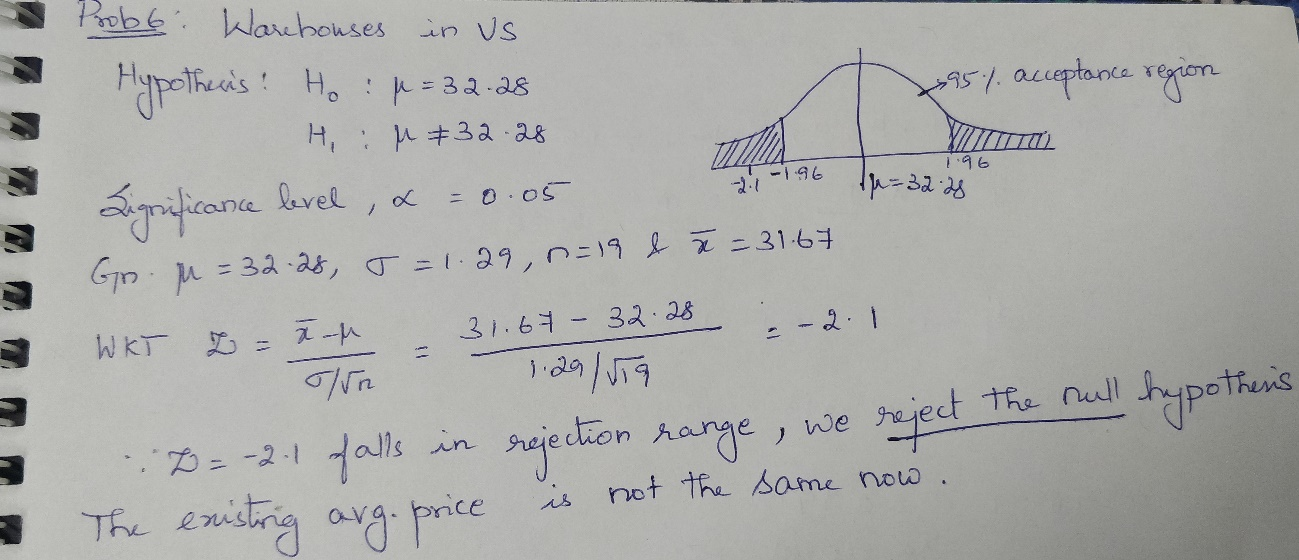 Prob 6: Warehouses in US
Hypothesis: H₀ : μ = 32.28
H₁ : μ ≠ 32.28
→95%. acceptance region
-2.1 -1.96 μ=32.28 1.96
Significance level, α = 0.05
Gn. μ = 32.28, σ = 1.29, n=19 & x̄ = 31.67
WKT Z = x̄-μ / σ/√n = 31.67 - 32.28 / 1.29/√19 = -2.1
∵ Z = -2.1 falls in rejection range, we reject the null hypothesis
The existing avg. price is not the same now.